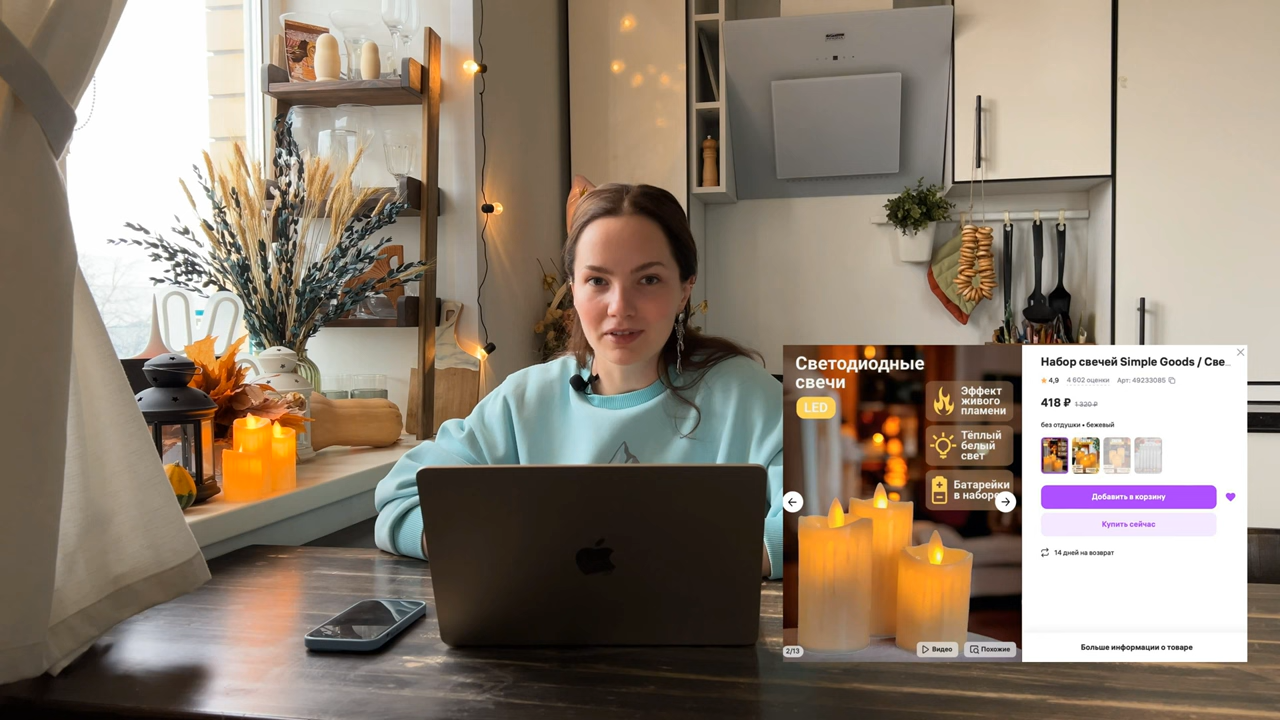 Светодиодные
свечи
LED
Эффект
живого
пламени
Тёплый
белый
свет
Батарейки
в наборе
2/13
Видео
Похожие
Набор свечей Simple Goods / Све...
4,9
4 602 оценки
Арт: 49233085
418 ₽
1 320 ₽
без отдушки • бежевый
Добавить в корзину
Купить сейчас
14 дней на возврат
Больше информации о товаре